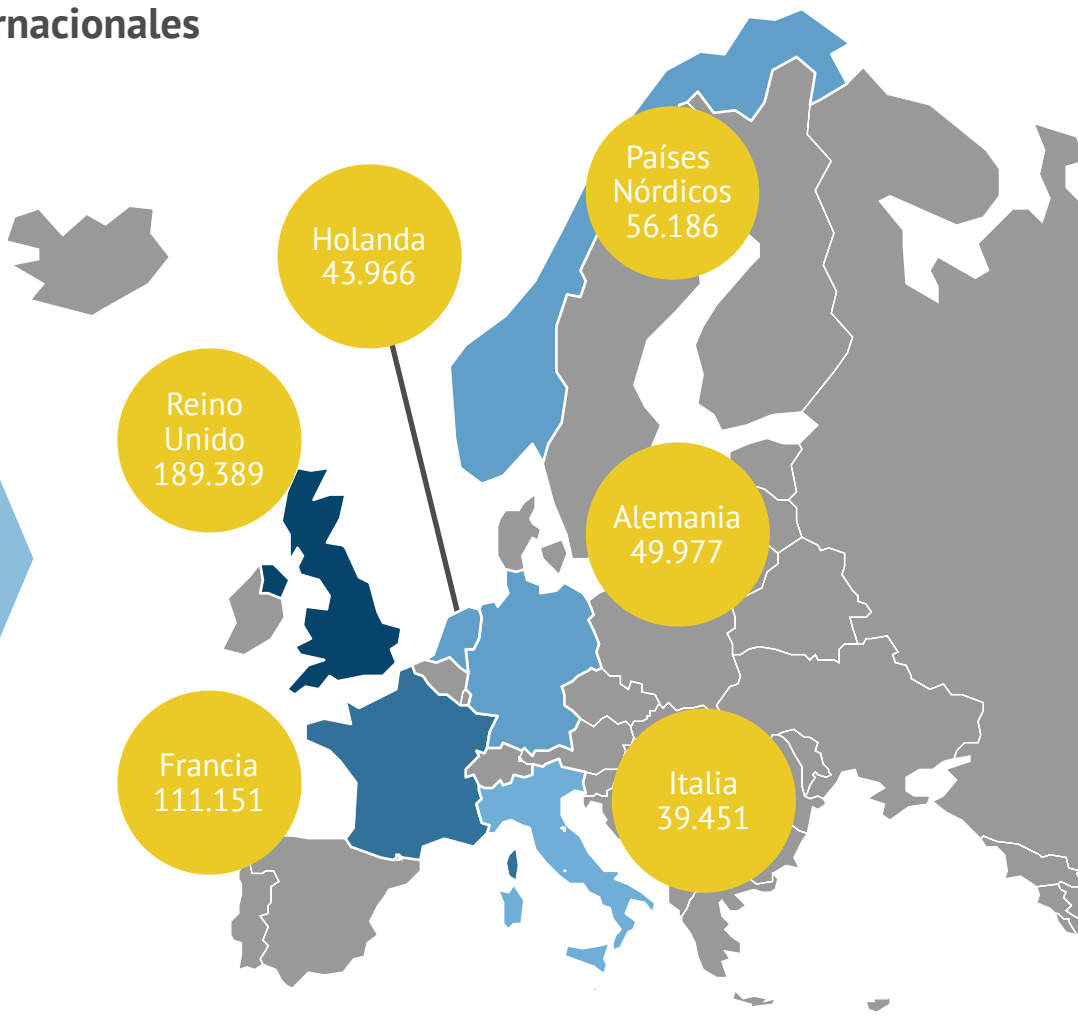 rnacionales
Países
Nórdicos
56.186
Holanda
43.966
Reino
Unido
189.389
Alemania
49.977
Francia
111.151
Italia
39.451